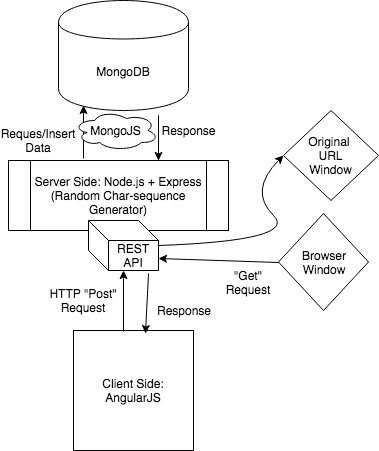 MongoDB
MongoJS
Reques/Insert
Data
Response
Original
URL
Window
Server Side: Node.js + Express
(Random Char-sequence
Generator)
REST
API
Browser
Window
"Get"
Request
HTTP "Post"
Request
Response
Client Side:
AngularJS